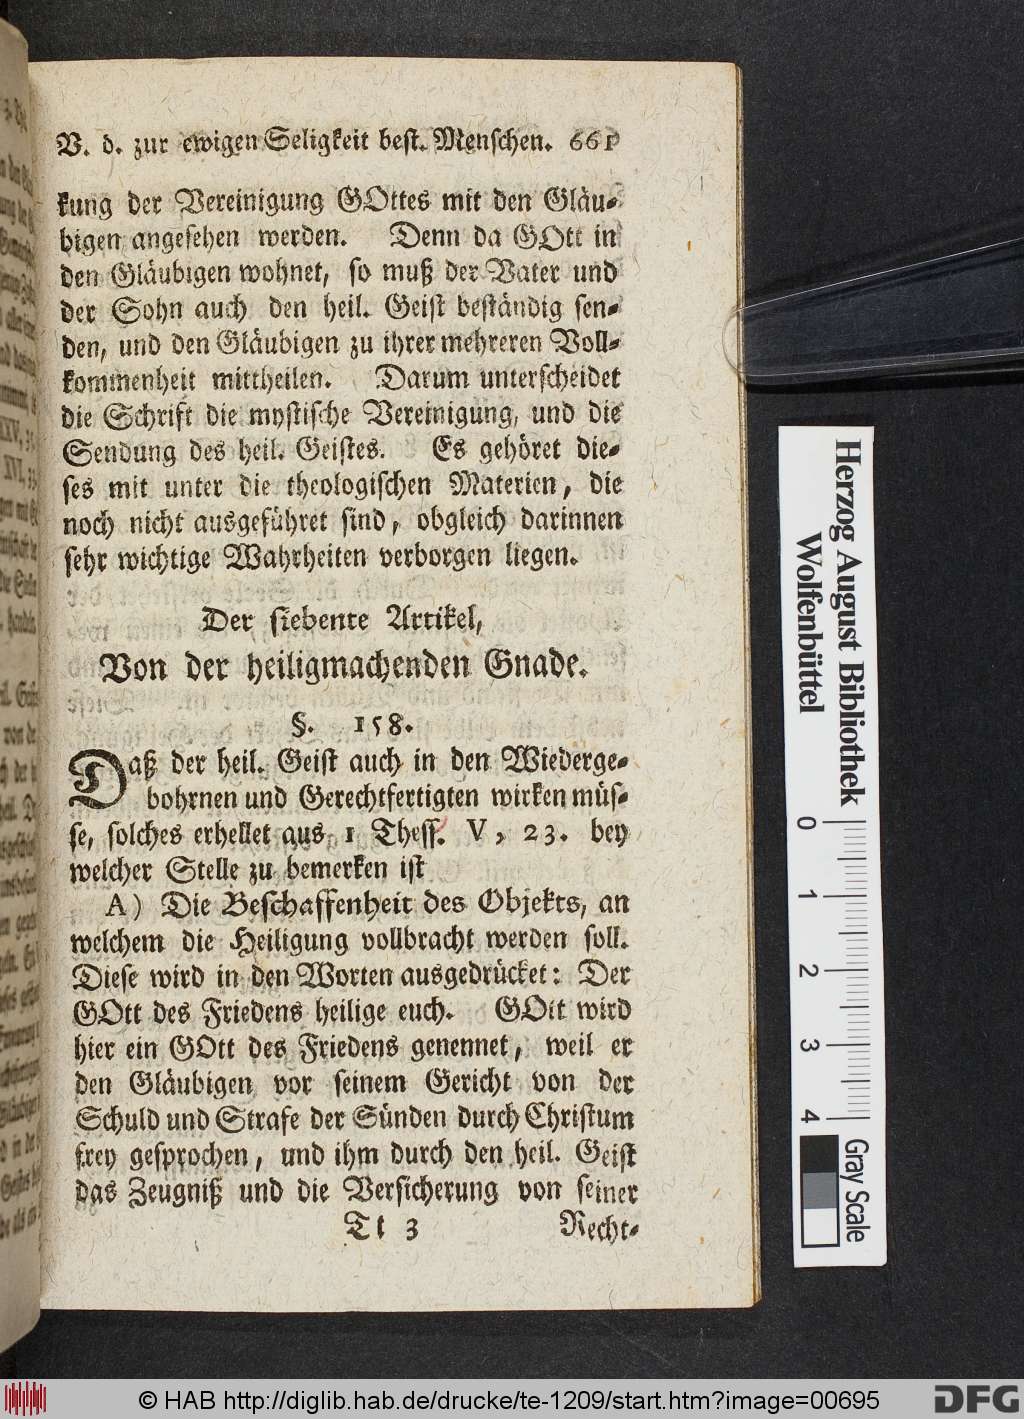 V. d. zur ewigen Seligkeit best. Menschen. 661
kung der Vereinigung GOttes mit den Gläu-
bigen angesehen werden. Denn da GOtt in
den Gläubigen wohnet, so muß der Vater und
der Sohn auch den heil. Geist beständig sen-
den, und den Gläubigen zu ihrer mehreren Voll-
kommenheit mittheilen. Darum unterscheidet
die Schrift die mystische Vereinigung, und die
Sendung des heil. Geistes. Es gehöret die-
ses mit unter die theologischen Materien, die
noch nicht ausgeführet sind, obgleich darinnen
sehr wichtige Wahrheiten verborgen liegen.
Der siebente Artikel,
Von der heiligmachenden Gnade.
§. 158.
Daß der heil. Geist auch in den Wiederge-
bohrnen und Gerechtfertigten wirken müs-
se, solches erhellet aus 1 Thess. V, 23. bey
welcher Stelle zu bemerken ist
A) Die Beschaffenheit des Objekts, an
welchem die Heiligung vollbracht werden soll.
Diese wird in den Worten ausgedrücket: Der
GOtt des Friedens heilige euch. GOtt wird
hier ein GOtt des Friedens genennet, weil er
den Gläubigen vor seinem Gericht von der
Schuld und Strafe der Sünden durch Christum
frey gesprochen, und ihm durch den heil. Geist
das Zeugniß und die Versicherung von seiner
Tt 3 Recht-
Herzog August Bibliothek
Wolfenbüttel
0 1 2 3 4
Gray Scale
© HAB http://diglib.hab.de/drucke/te-1209/start.htm?image=00695
DFG